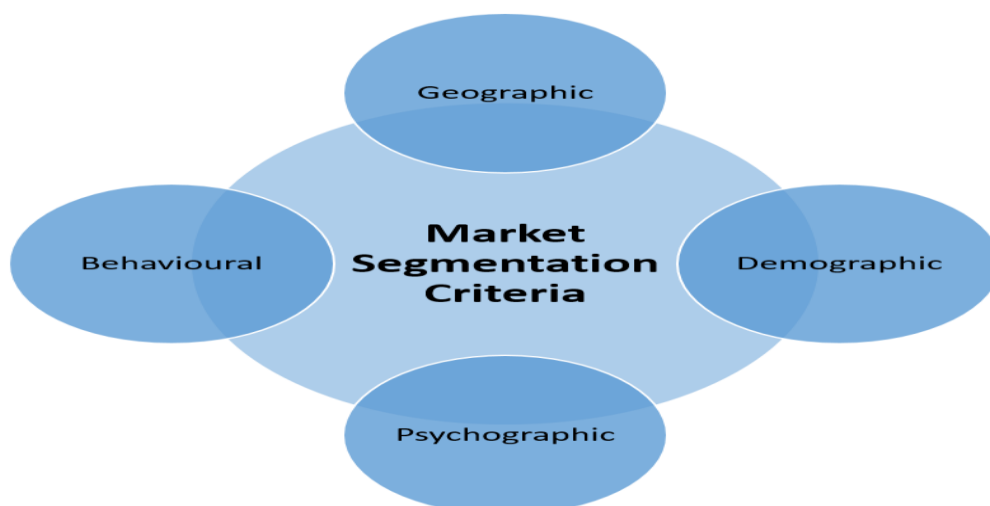 Geographic
Market
Segmentation
Criteria
Behavioural
Demographic
Psychographic